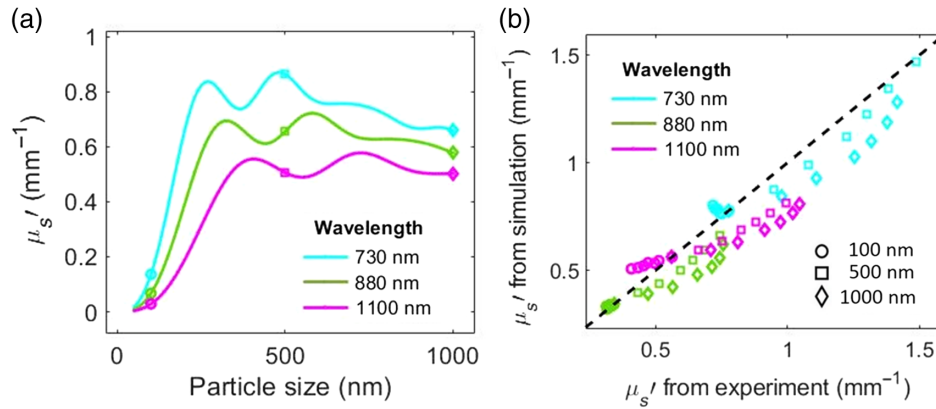 (a)
1
0.8
0.6
0.4
0.2
0
0 500 1000
Particle size (nm)
μs′ (mm⁻¹)
Wavelength
730 nm
880 nm
1100 nm
(b)
1.5
1
0.5
0.5 1 1.5
μs′ from experiment (mm⁻¹)
μs′ from simulation (mm⁻¹)
Wavelength
730 nm
880 nm
1100 nm
100 nm
500 nm
1000 nm